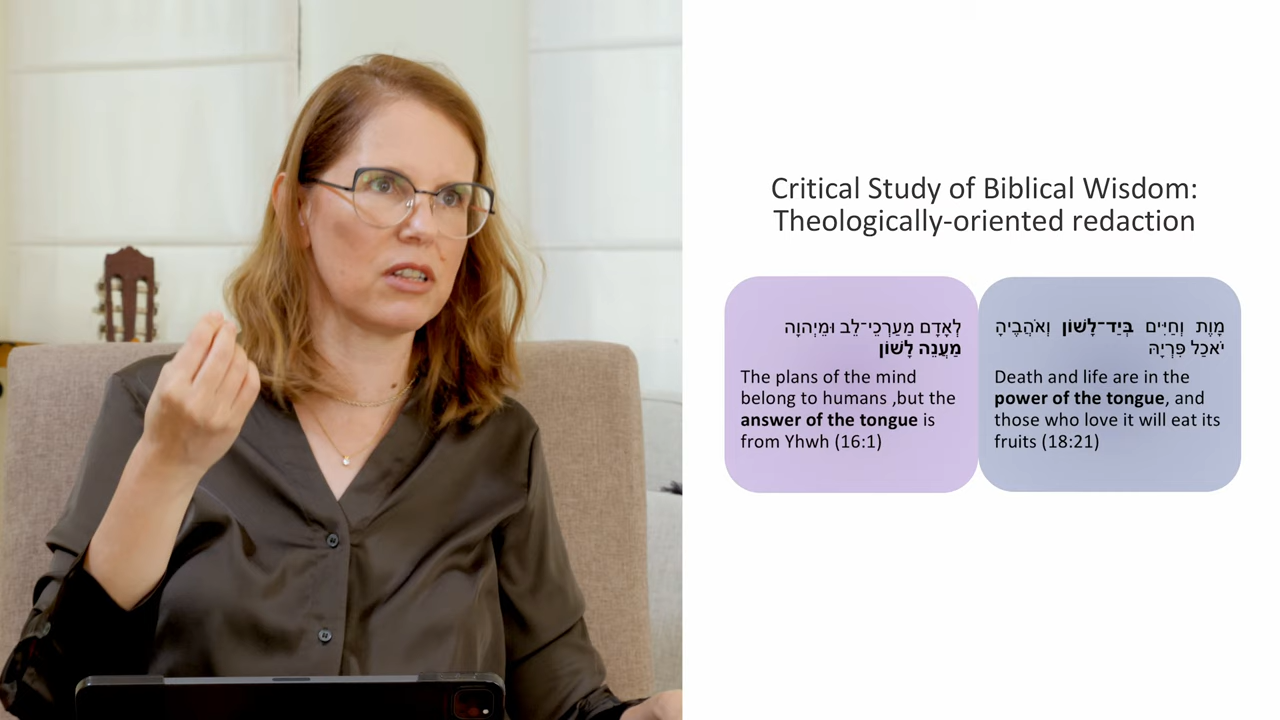 Critical Study of Biblical Wisdom:
Theologically-oriented redaction
לְאָדָם מַעַרְכֵי־לֵב וּמֵיְהוָה
מַעֲנֵה לָשׁוֹן
The plans of the mind
belong to humans ,but the
answer of the tongue is
from Yhwh (16:1)
מָוֶת וְחַיִּים בְּיַד־לָשׁוֹן וְאֹהֲבֶיהָ
יֹאכַל פִּרְיָהּ
Death and life are in the
power of the tongue, and
those who love it will eat its
fruits (18:21)